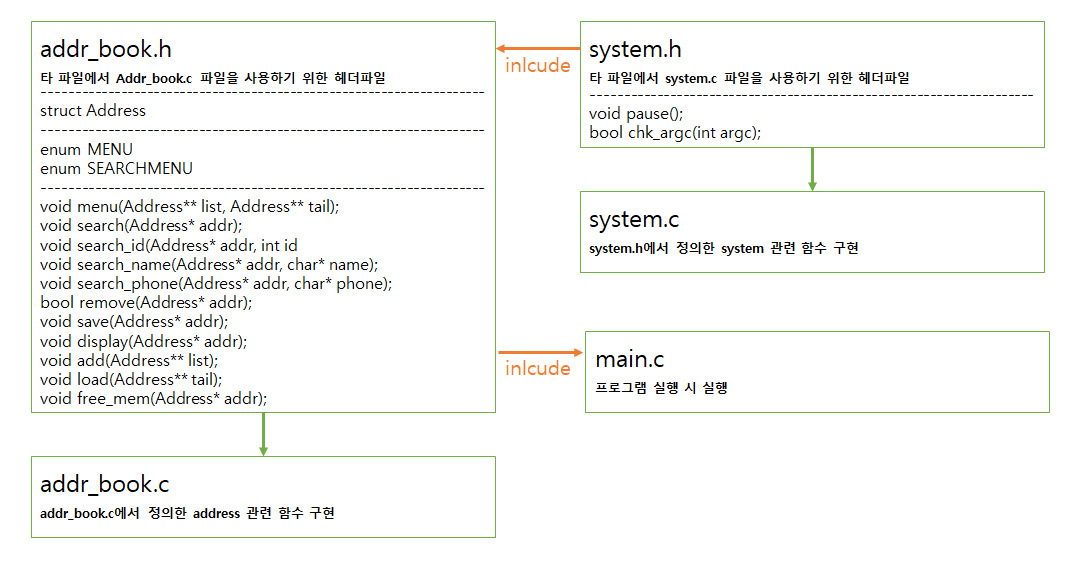 addr_book.h
타 파일에서 Addr_book.c 파일을 사용하기 위한 헤더파일
struct Address
enum MENU
enum SEARCHMENU
void menu(Address** list, Address** tail);
void search(Address* addr);
void search_id(Address* addr, int id
void search_name(Address* addr, char* name);
void search_phone(Address* addr, char* phone);
bool remove(Address* addr);
void save(Address* addr);
void display(Address* addr);
void add(Address** list);
void load(Address** tail);
void free_mem(Address* addr);
inlcude
system.h
타 파일에서 system.c 파일을 사용하기 위한 헤더파일
void pause();
bool chk_argc(int argc);
system.c
system.h에서 정의한 system 관련 함수 구현
inlcude
main.c
프로그램 실행 시 실행
addr_book.c
addr_book.c에서 정의한 address 관련 함수 구현